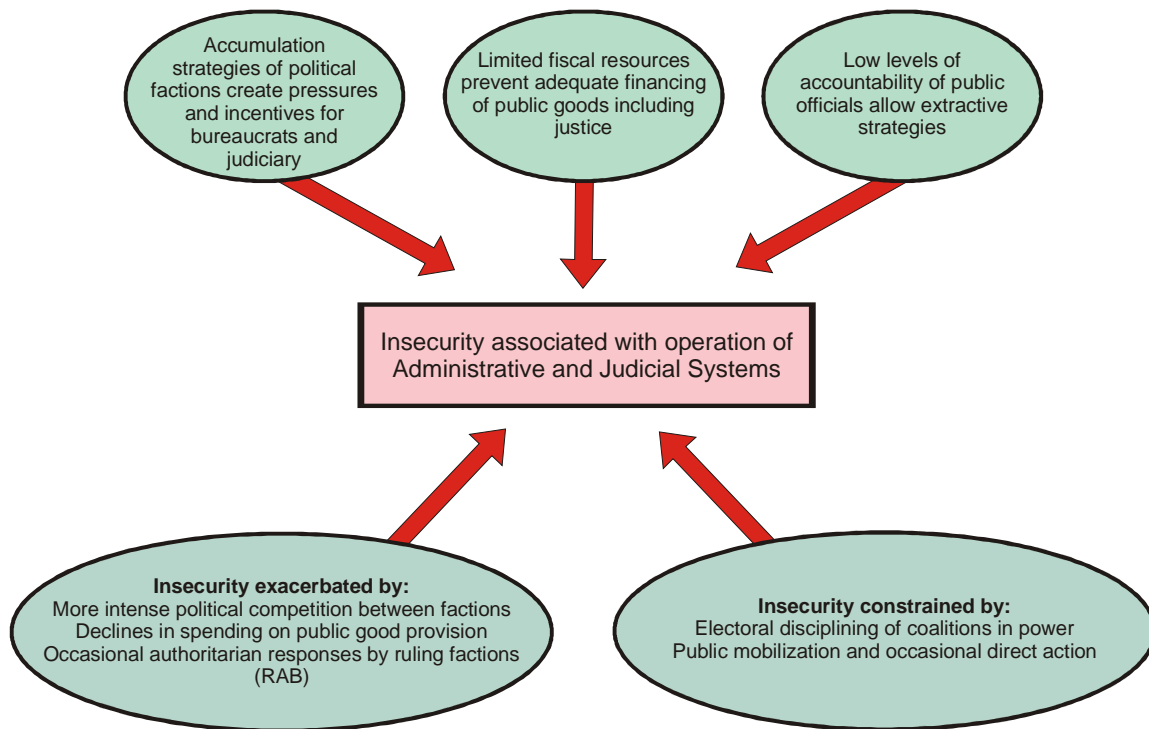 Accumulation
strategies of political
factions create pressures
and incentives for
bureaucrats and
judiciary
Limited fiscal resources
prevent adequate financing
of public goods including
justice
Low levels of
accountability of public
officials allow extractive
strategies
Insecurity associated with operation of
Administrative and Judicial Systems
Insecurity exacerbated by:
More intense political competition between factions
Declines in spending on public good provision
Occasional authoritarian responses by ruling factions
(RAB)
Insecurity constrained by:
Electoral disciplining of coalitions in power
Public mobilization and occasional direct action